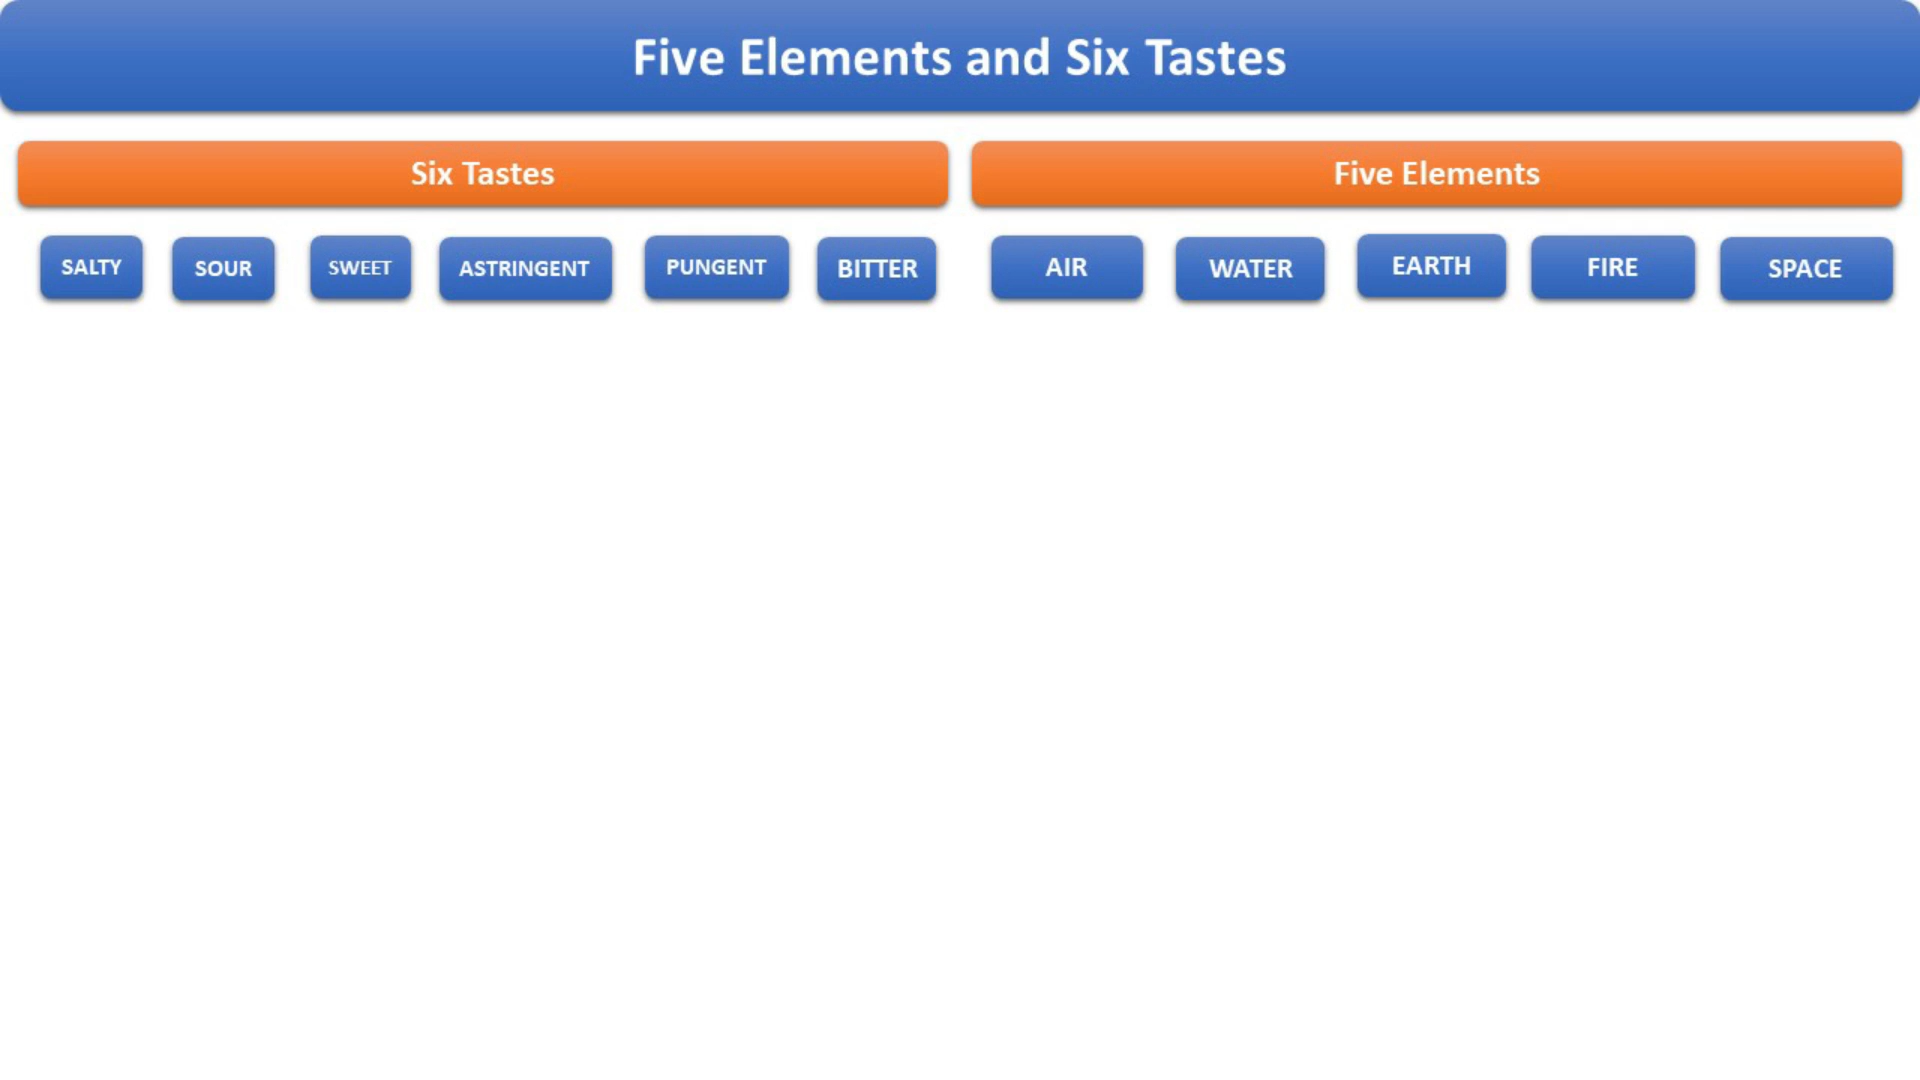 Five Elements and Six Tastes
Six Tastes
Five Elements
SALTY
SOUR
SWEET
ASTRINGENT
PUNGENT
BITTER
AIR
WATER
EARTH
FIRE
SPACE